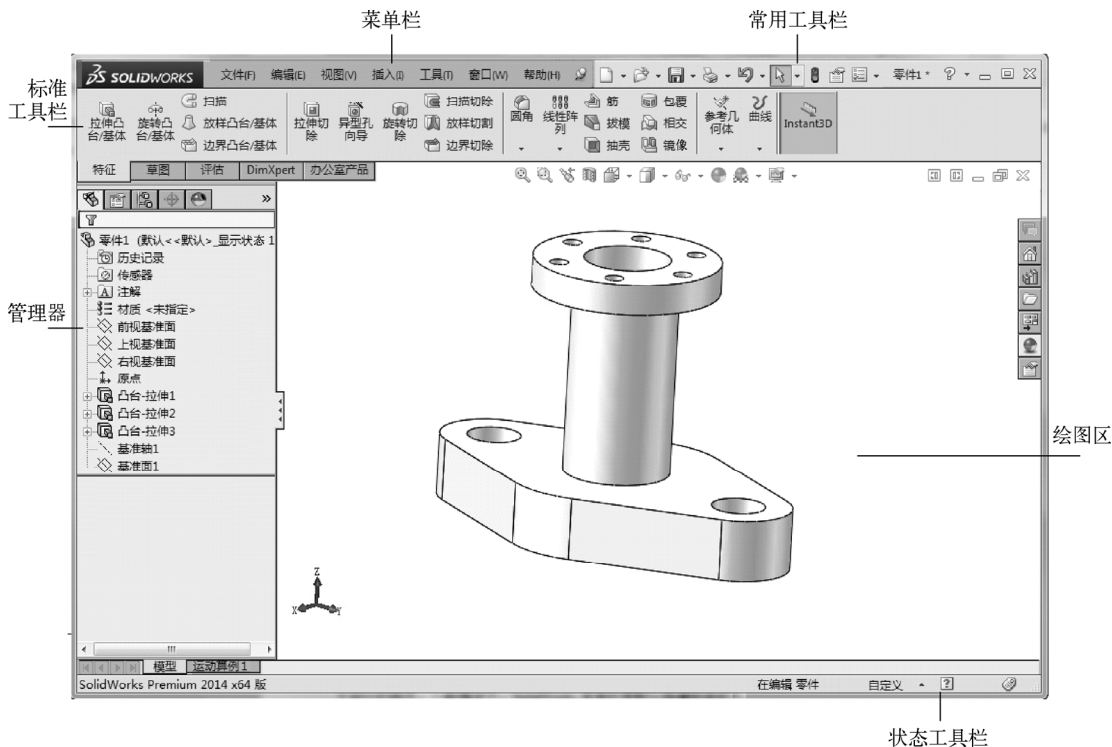 菜单栏
常用工具栏
标准
工具栏
SOLIDWORKS 文件(F) 编辑(E) 视图(V) 插入(I) 工具(T) 窗口(W) 帮助(H) 零件1 *
拉伸凸台/基体
旋转凸台/基体
扫描
放样凸台/基体
边界凸台/基体
拉伸切除
异型孔向导
旋转切除
扫描切除
放样切割
边界切除
圆角
线性阵列
筋
拔模
抽壳
包覆
相交
镜像
参考几何体
曲线
Instant3D
特征 草图 评估 DimXpert 办公室产品
零件1 (默认<<默认>_显示状态 1
历史记录
传感器
注解
材质 <未指定>
前视基准面
上视基准面
右视基准面
原点
凸台-拉伸1
凸台-拉伸2
凸台-拉伸3
基准轴1
基准面1
管理器
绘图区
Z
X
Y
模型 运动算例1
SolidWorks Premium 2014 x64 版
在编辑 零件 自定义
状态工具栏